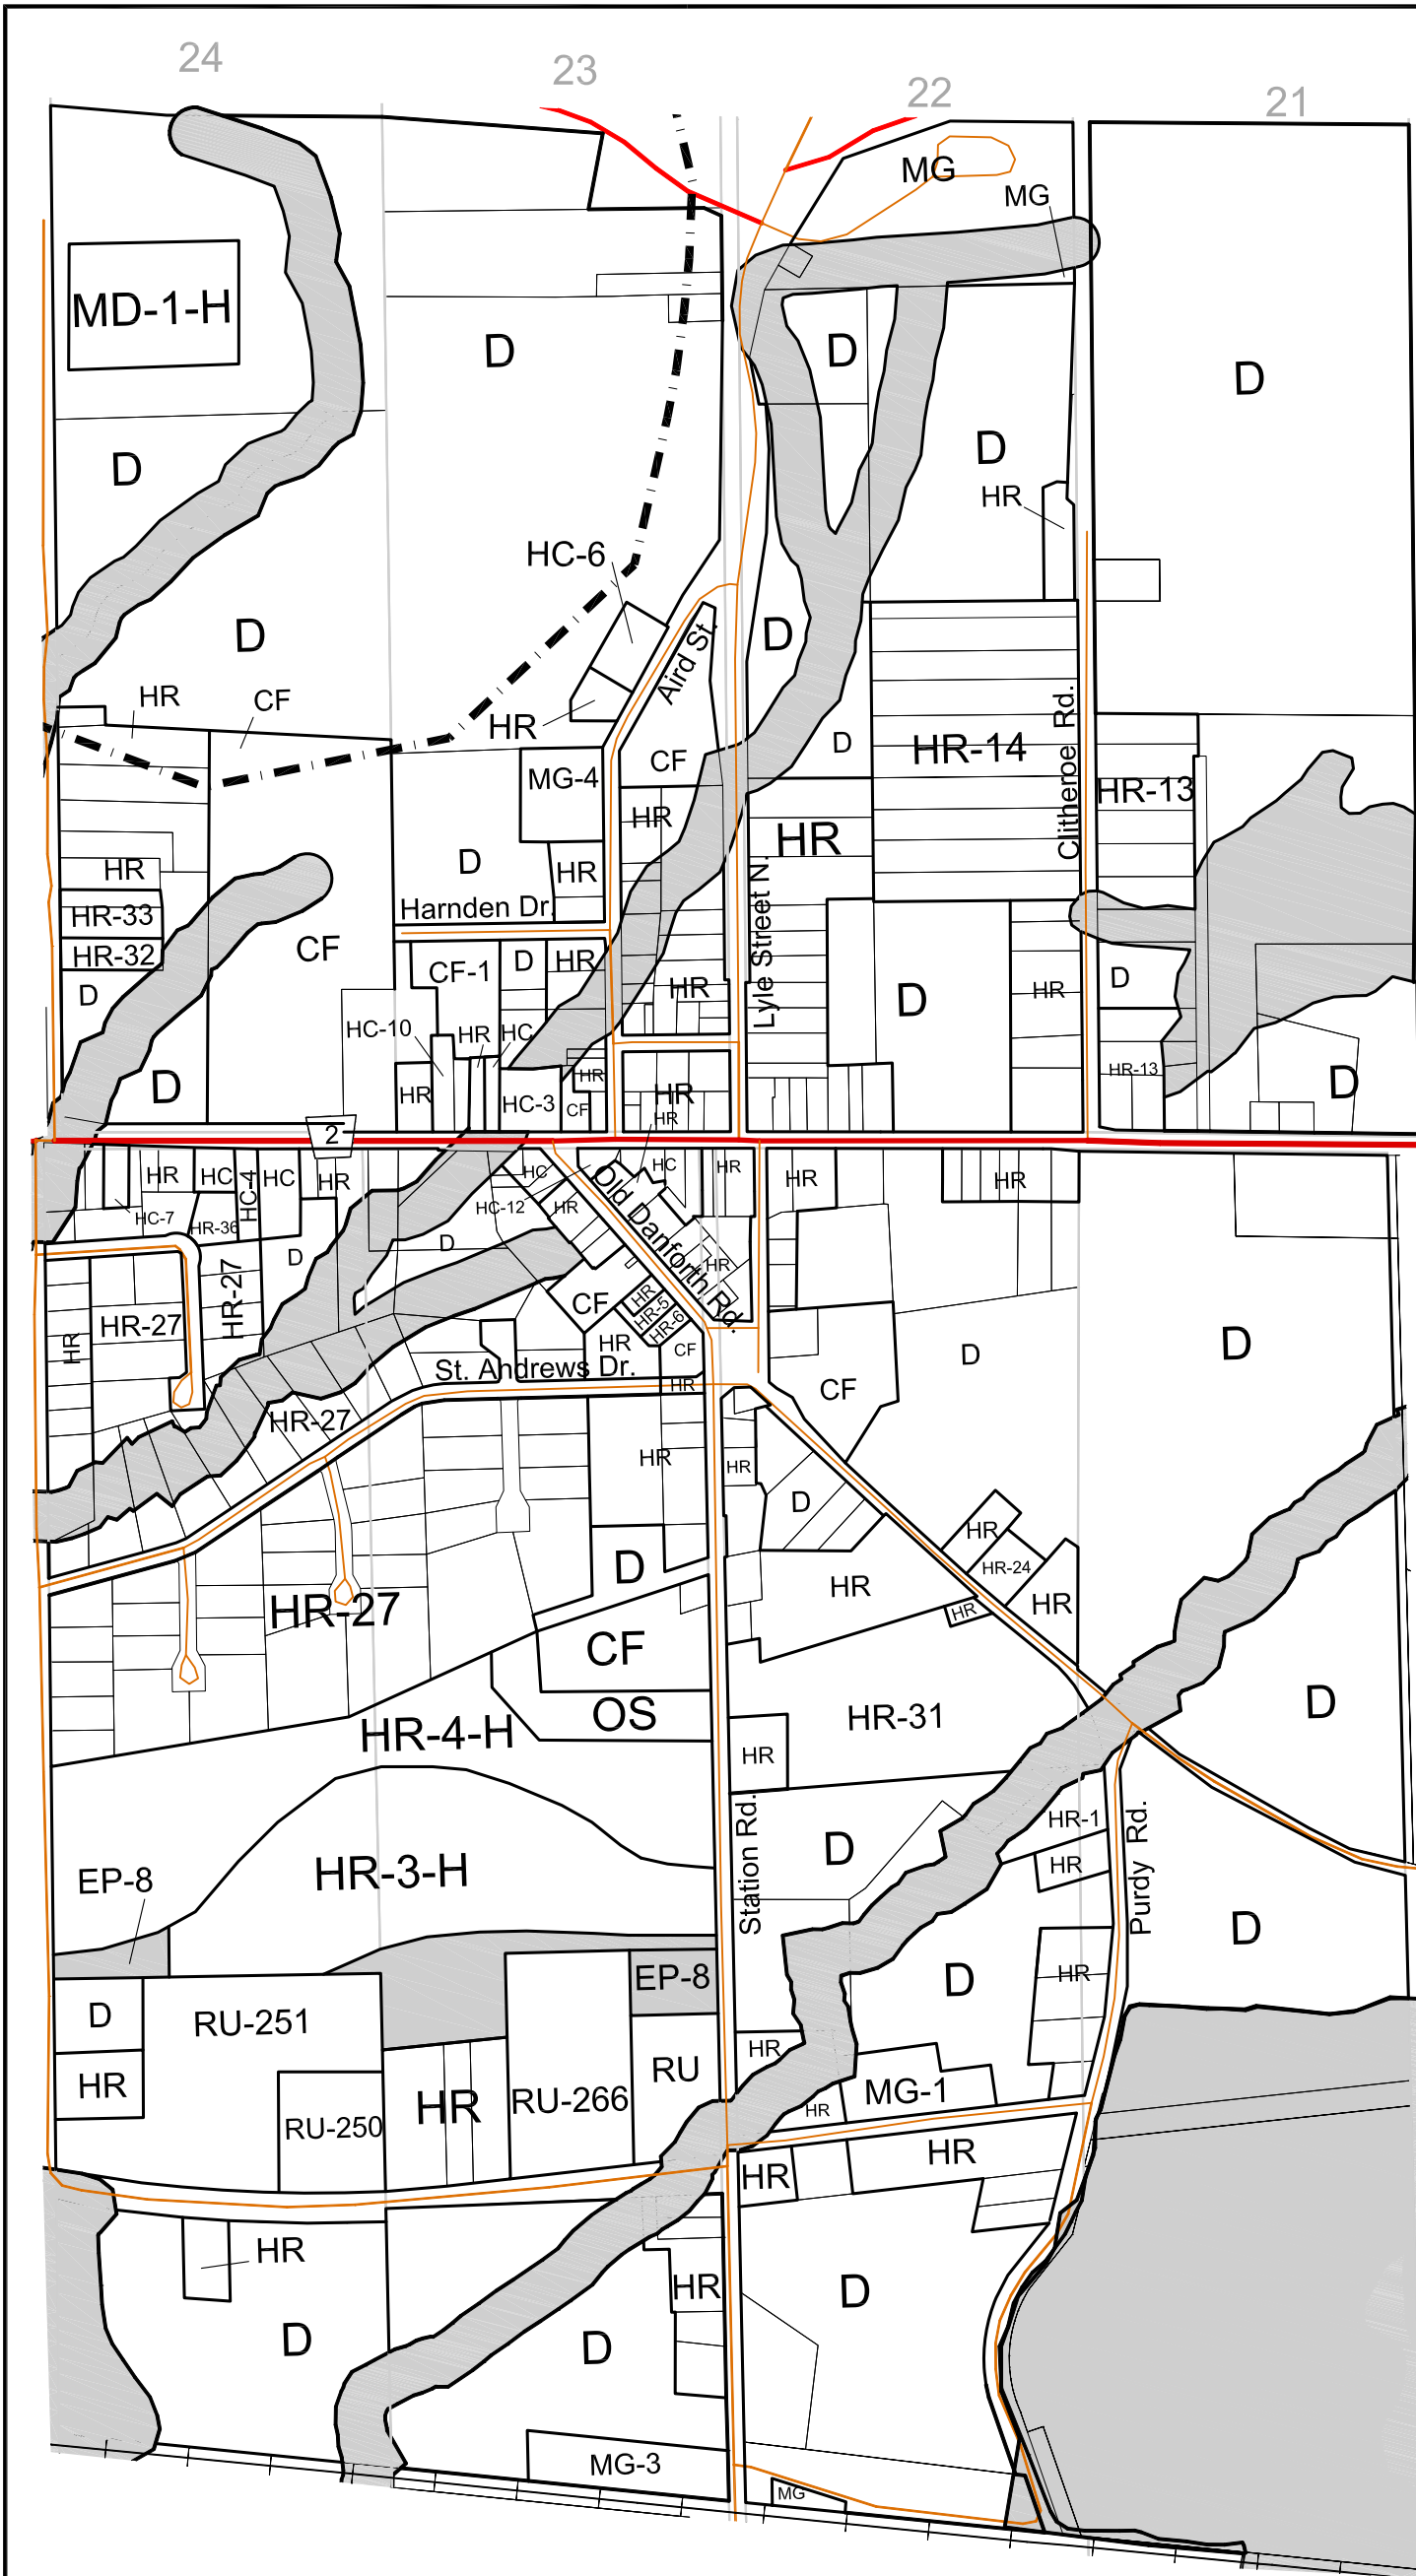 24
23
22
21
MG
MG
MD-1-H
D
D
D
D
D
HR
HC-6
D
D
Aird St.
HR
CF
HR
D
HR-14
Clitheroe Rd.
CF
MG-4
HR-13
HR
HR
D
HR
HR
Lyle Street N.
Harnden Dr.
HR-33
HR-32
CF
CF-1
D
HR
HR
D
HR
D
D
HC-10
HR
HC
D
HR
HC-3
HR
CF
HR
HR
HR-13
D
2
HR
HC
HC-4
HC
HR
HC
HC
HR
HR
HR
HC-7
HR-36
HC-12
HR
Old Danforth Rd.
D
D
HR
HR-27
HR-27
HR
CF
HR
HR-5
HR-6
HR
CF
D
D
St. Andrews Dr.
HR
CF
HR-27
HR
HR
D
HR
HR-24
HR
D
HR
HR
HR-27
CF
OS
HR-4-H
HR-31
D
HR
HR-3-H
Station Rd.
D
HR-1
HR
Purdy Rd.
EP-8
D
EP-8
D
HR
D
RU-251
HR
RU
HR
RU-250
HR
RU-266
MG-1
HR
HR
HR
HR
HR
D
D
D
MG-3
MG